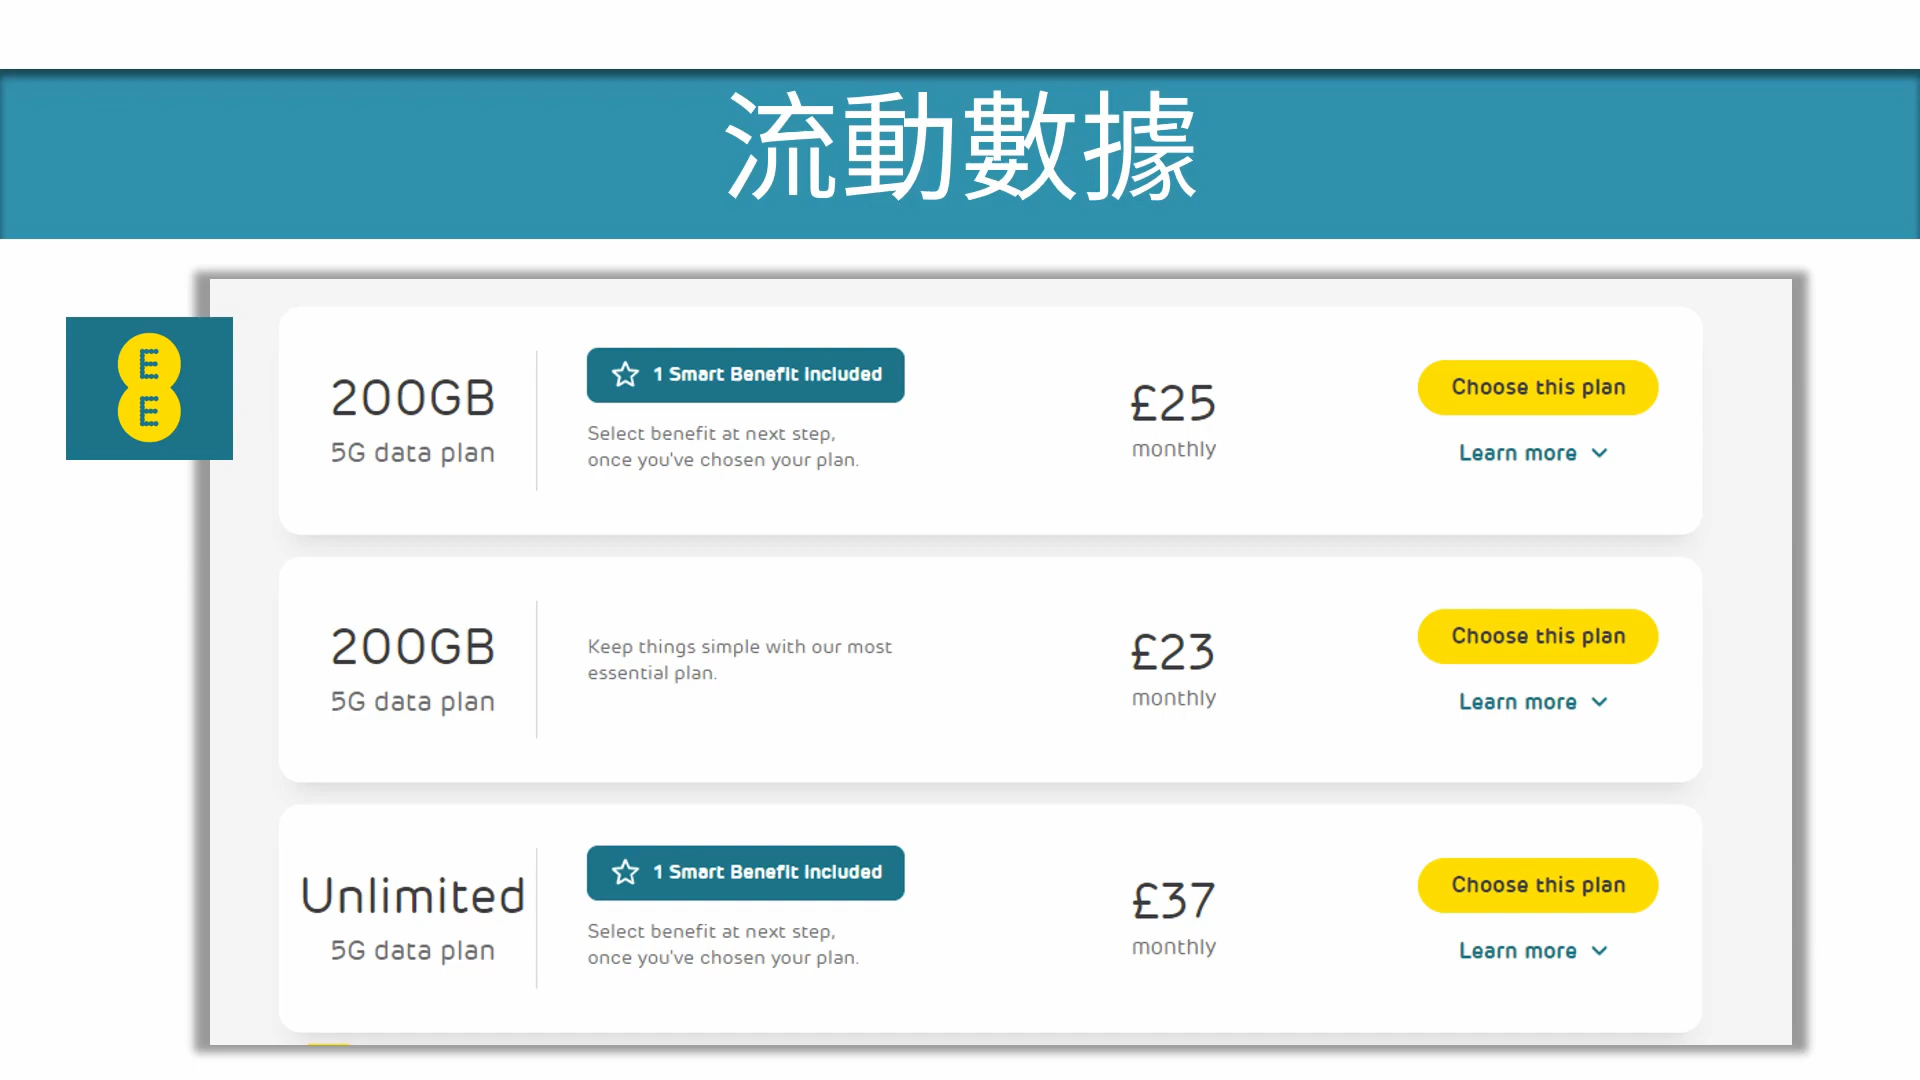 流動數據
E
E
200GB
5G data plan
1 Smart Benefit Included
Select benefit at next step,
once you've chosen your plan.
£25
monthly
Choose this plan
Learn more
200GB
5G data plan
Keep things simple with our most
essential plan.
£23
monthly
Choose this plan
Learn more
Unlimited
5G data plan
1 Smart Benefit Included
Select benefit at next step,
once you've chosen your plan.
£37
monthly
Choose this plan
Learn more